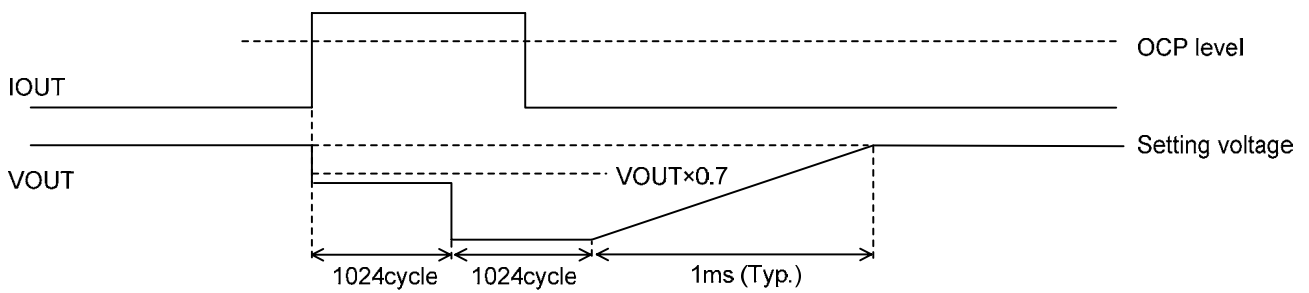 OCP level
IOUT
Setting voltage
VOUT
VOUT×0.7
1024cycle
1024cycle
1ms (Typ.)